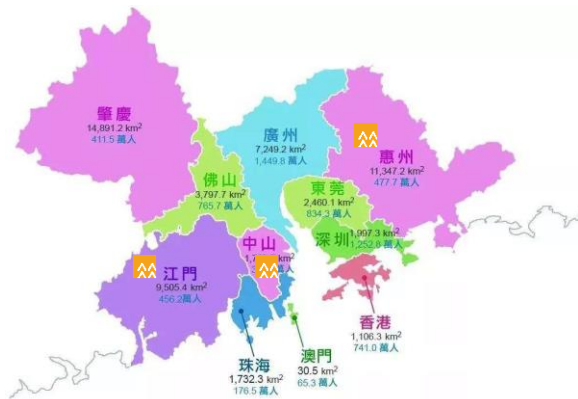 肇慶
14,891.2 km²
411.5 萬人
廣州
7,249.2 km²
1,449.8 萬人
惠州
11,347.2 km²
477.7 萬人
佛山
3,797.7 km²
765.7 萬人
東莞
2,460.1 km²
834.3 萬人
深圳
1,997.3 km²
1,252.8 萬人
中山
江門
9,505.4 km²
456.2萬人
香港
1,106.3 km²
741.0 萬人
珠海
1,732.3 km²
176.5 萬人
澳門
30.5 km²
65.3 萬人